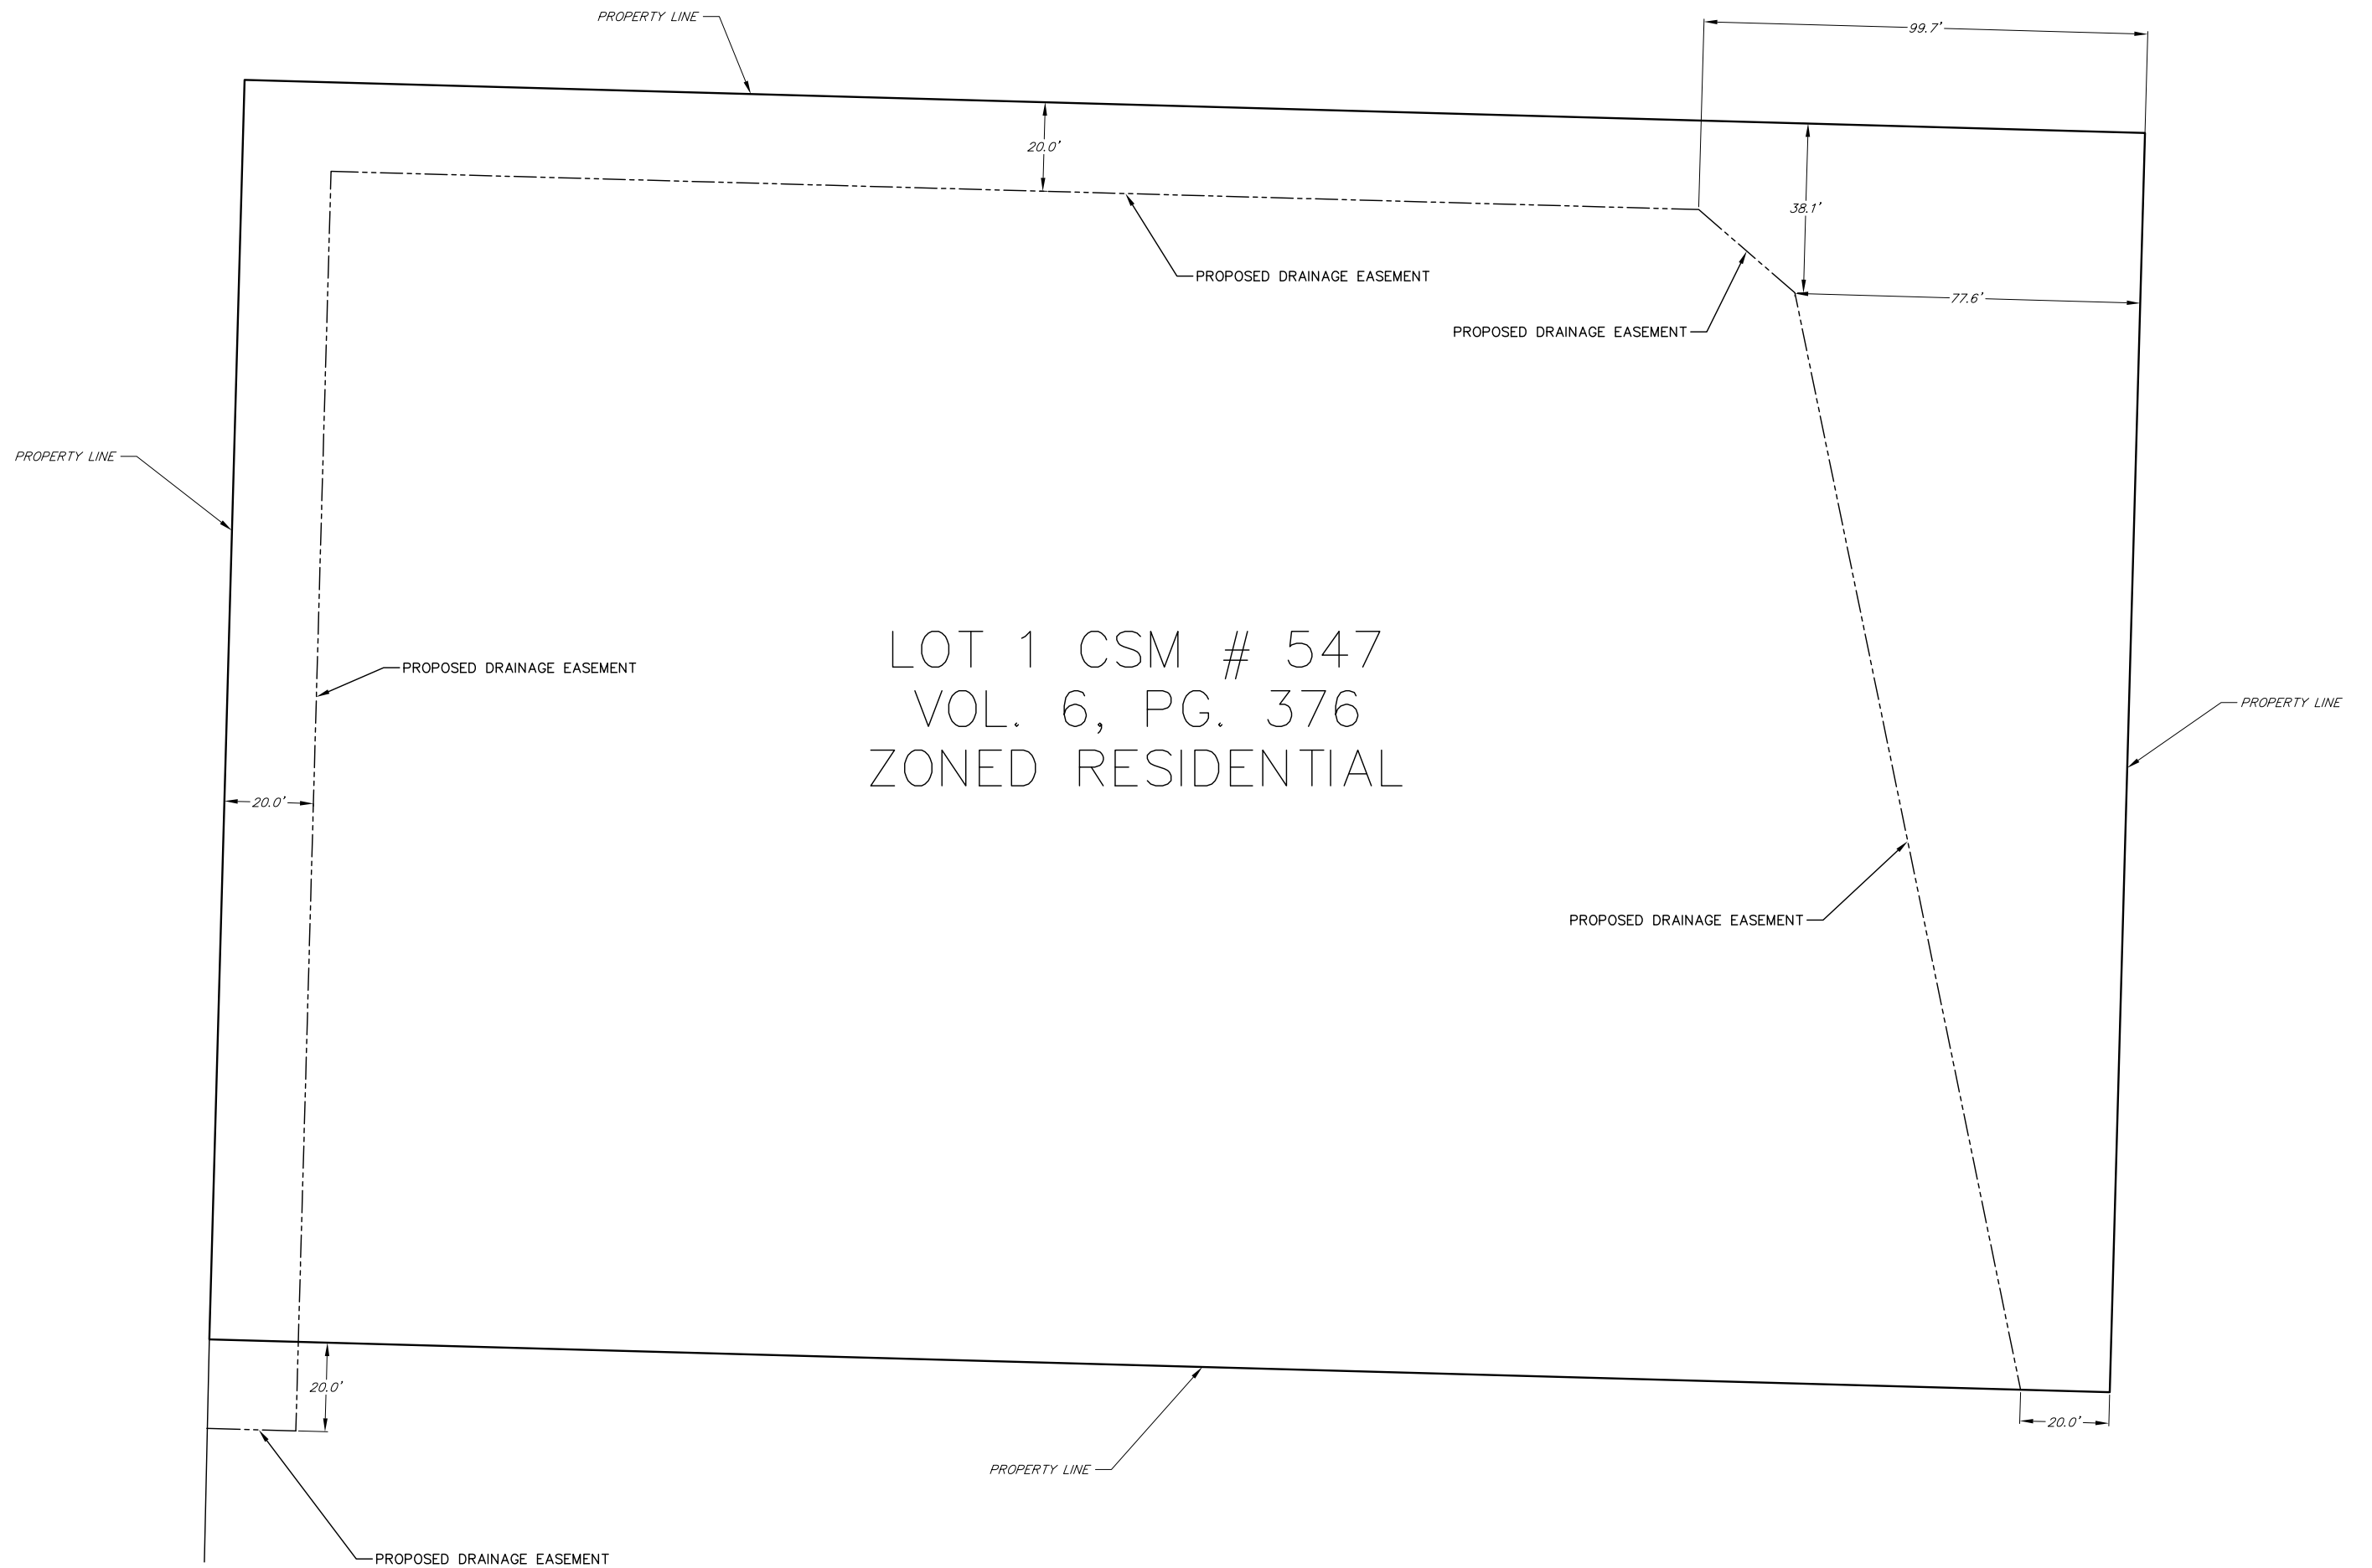 PROPERTY LINE
99.7'
20.0'
38.1'
PROPOSED DRAINAGE EASEMENT
77.6'
PROPOSED DRAINAGE EASEMENT
PROPERTY LINE
LOT 1 CSM # 547
VOL. 6, PG. 376
ZONED RESIDENTIAL
PROPOSED DRAINAGE EASEMENT
PROPERTY LINE
20.0'
PROPOSED DRAINAGE EASEMENT
20.0'
20.0'
PROPERTY LINE
PROPOSED DRAINAGE EASEMENT